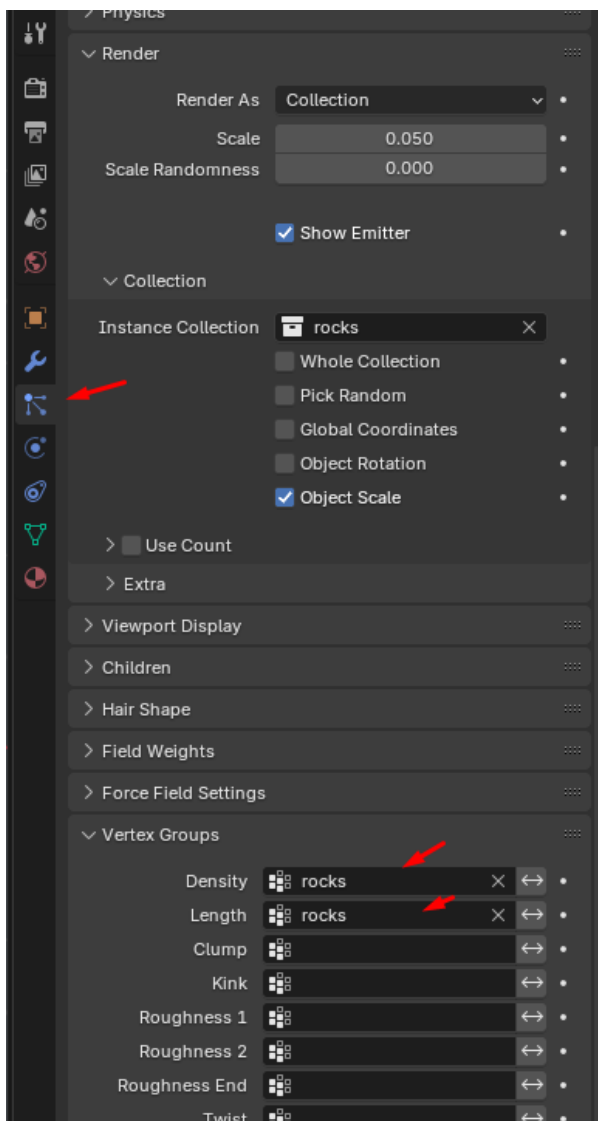 Physics
Render
Render As Collection
Scale 0.050
Scale Randomness 0.000
Show Emitter
Collection
Instance Collection rocks
Whole Collection
Pick Random
Global Coordinates
Object Rotation
Object Scale
Use Count
Extra
Viewport Display
Children
Hair Shape
Field Weights
Force Field Settings
Vertex Groups
Density rocks
Length rocks
Clump
Kink
Roughness 1
Roughness 2
Roughness End
Twist